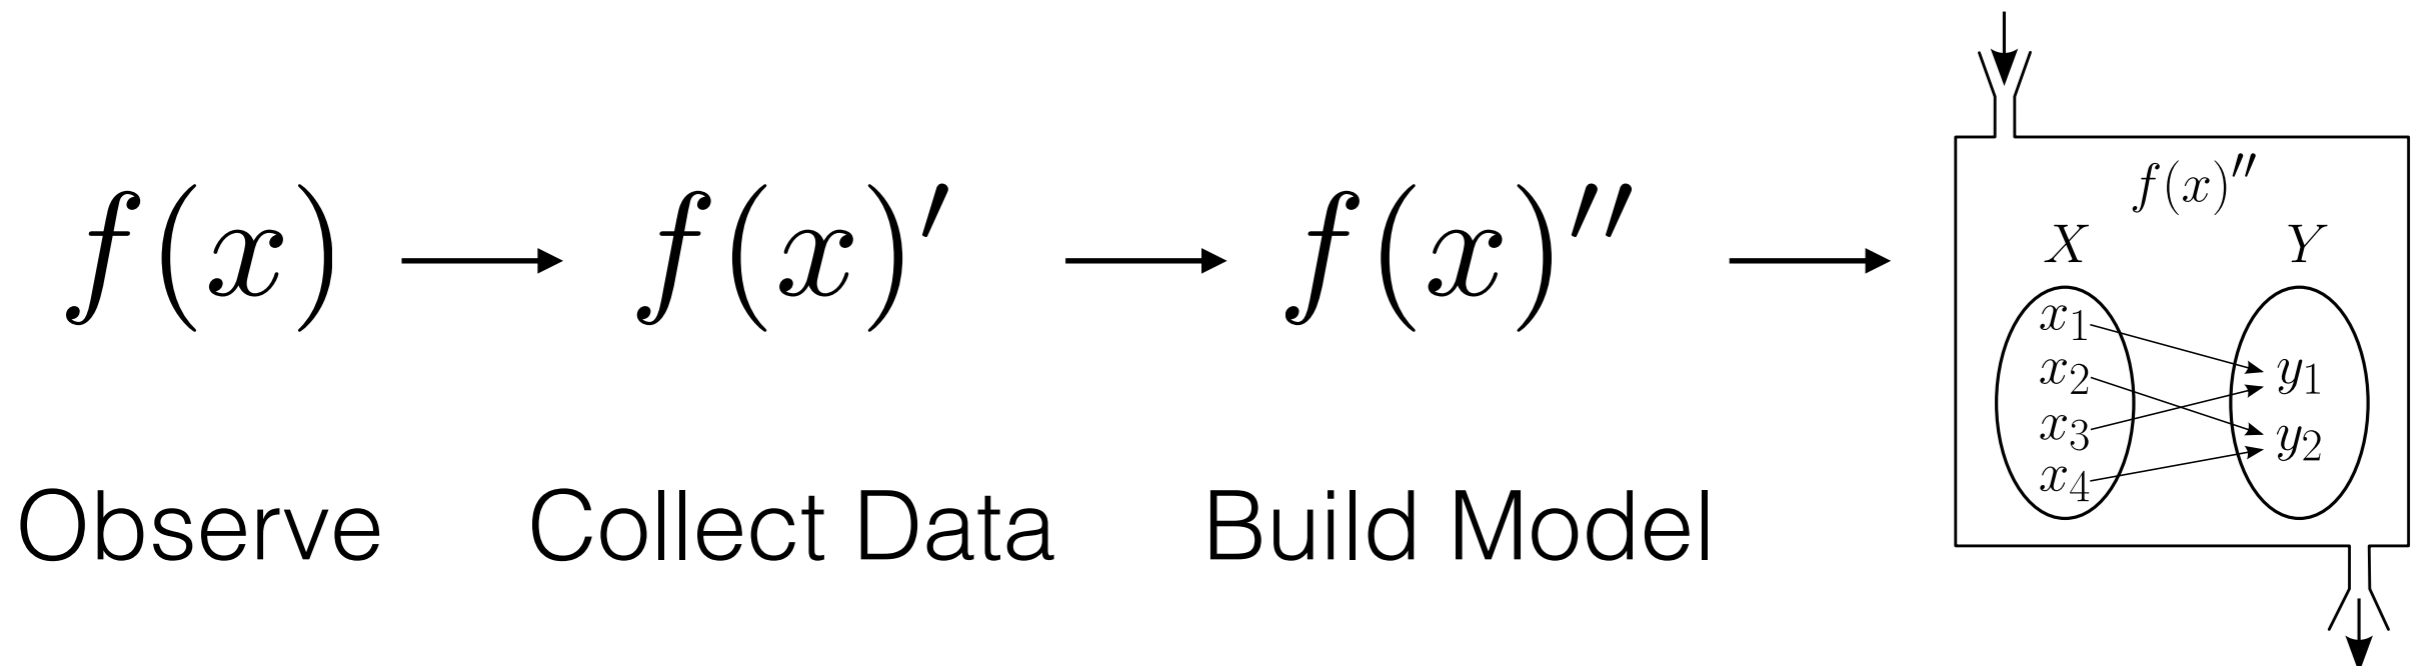 f(x)
f(x)′
f(x)″
Observe
Collect Data
Build Model
f(x)″
X Y
x₁
x₂
x₃
x₄
y₁
y₂